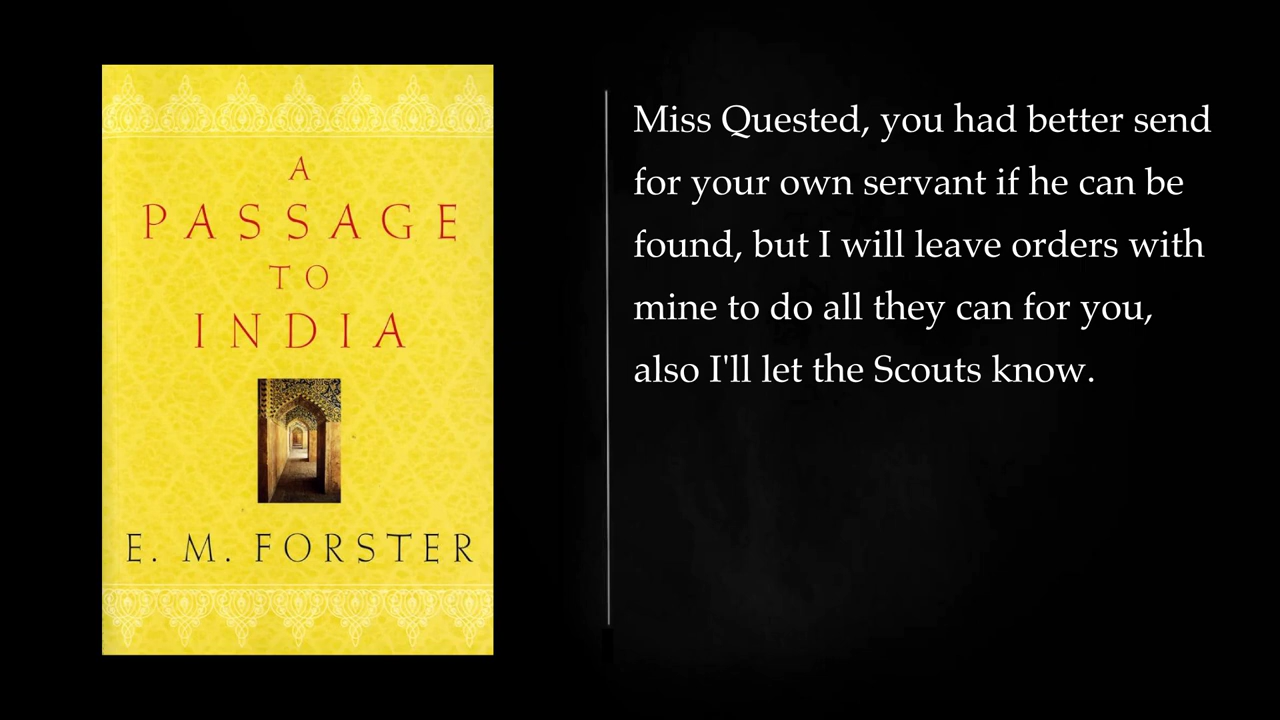 A
PASSAGE
TO
INDIA
E. M. FORSTER
Miss Quested, you had better send
for your own servant if he can be
found, but I will leave orders with
mine to do all they can for you,
also I'll let the Scouts know.